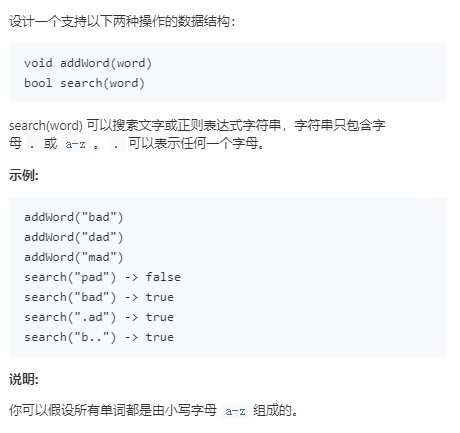 设计一个支持以下两种操作的数据结构：
void addWord(word)
bool search(word)
search(word) 可以搜索文字或正则表达式字符串，字符串只包含字
母 . 或 a-z 。 . 可以表示任何一个字母。
示例:
addWord("bad")
addWord("dad")
addWord("mad")
search("pad") -> false
search("bad") -> true
search(".ad") -> true
search("b..") -> true
说明:
你可以假设所有单词都是由小写字母 a-z 组成的。